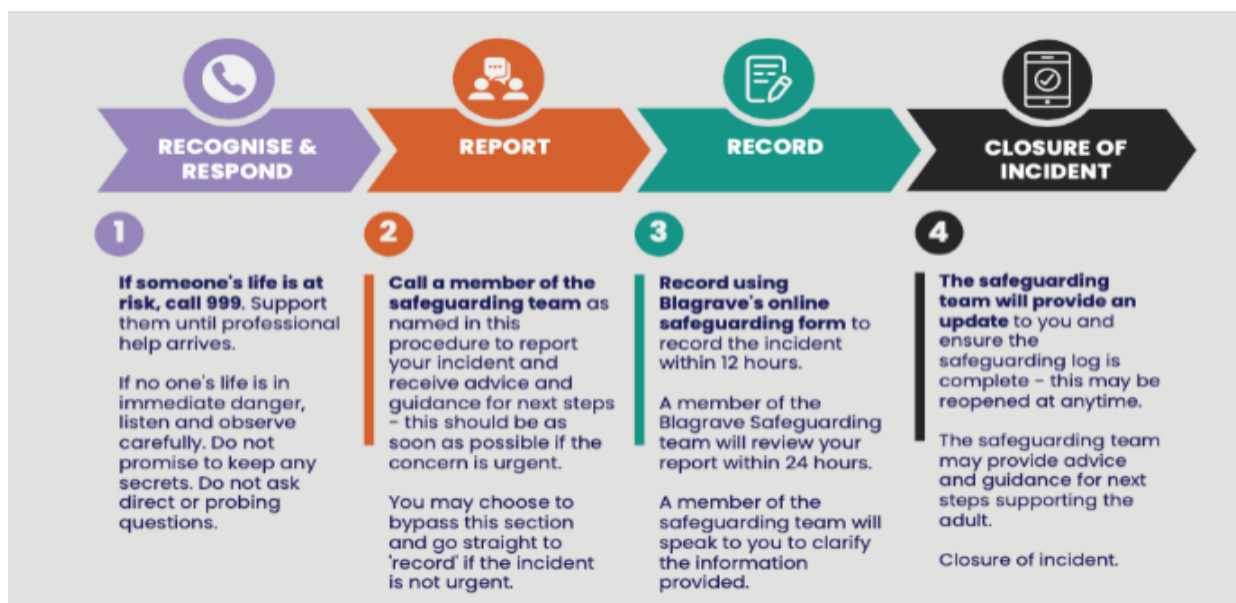 RECOGNISE &
RESPOND
REPORT
RECORD
CLOSURE OF
INCIDENT
1
If someone's life is at
risk, call 999. Support
them until professional
help arrives.
If no one's life is in
immediate danger,
listen and observe
carefully. Do not
promise to keep any
secrets. Do not ask
direct or probing
questions.
2
Call a member of the
safeguarding team as
named in this
procedure to report
your incident and
receive advice and
guidance for next steps
- this should be as
soon as possible if the
concern is urgent.
You may choose to
bypass this section
and go straight to
'record' if the incident
is not urgent.
3
Record using
Blagrave's online
safeguarding form to
record the incident
within 12 hours.
A member of the
Blagrave Safeguarding
team will review your
report within 24 hours.
A member of the
safeguarding team will
speak to you to clarify
the information
provided.
4
The safeguarding
team will provide an
update to you and
ensure the
safeguarding log is
complete - this may be
reopened at anytime.
The safeguarding team
may provide advice
and guidance for next
steps supporting the
adult.
Closure of incident.